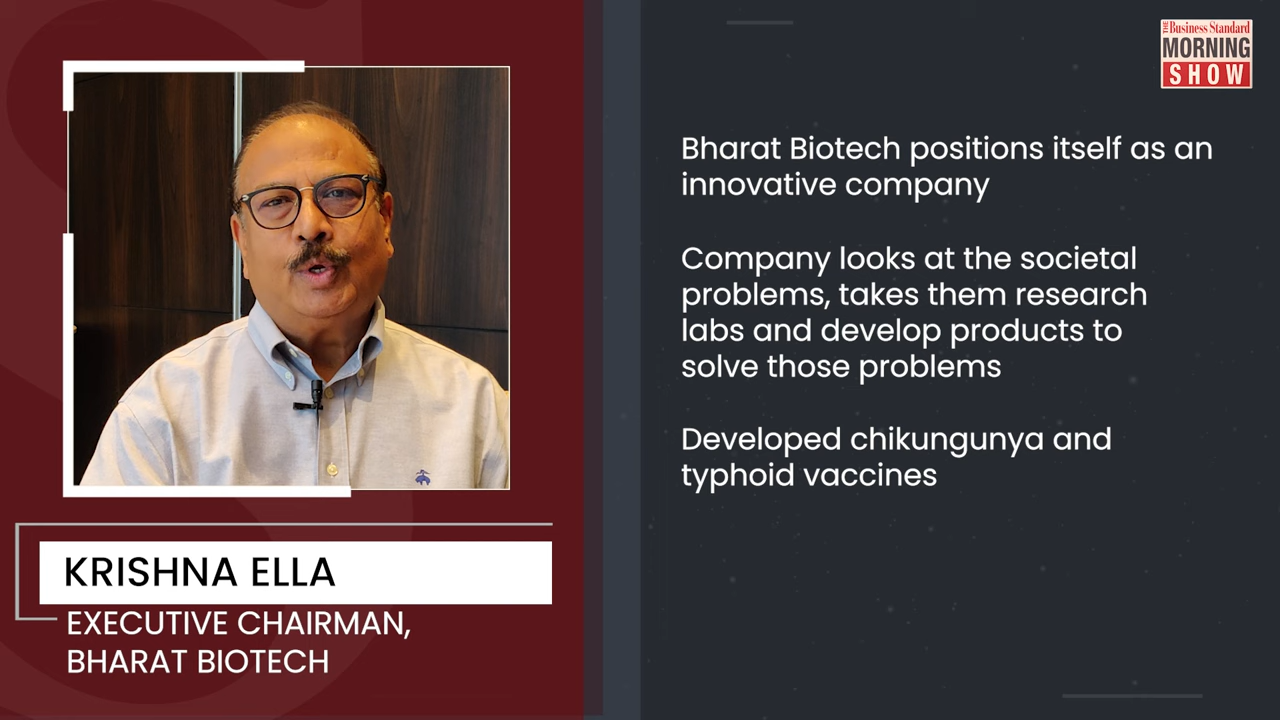 THE Business Standard
MORNING
SHOW
Bharat Biotech positions itself as an
innovative company
Company looks at the societal
problems, takes them research
labs and develop products to
solve those problems
Developed chikungunya and
typhoid vaccines
KRISHNA ELLA
EXECUTIVE CHAIRMAN,
BHARAT BIOTECH